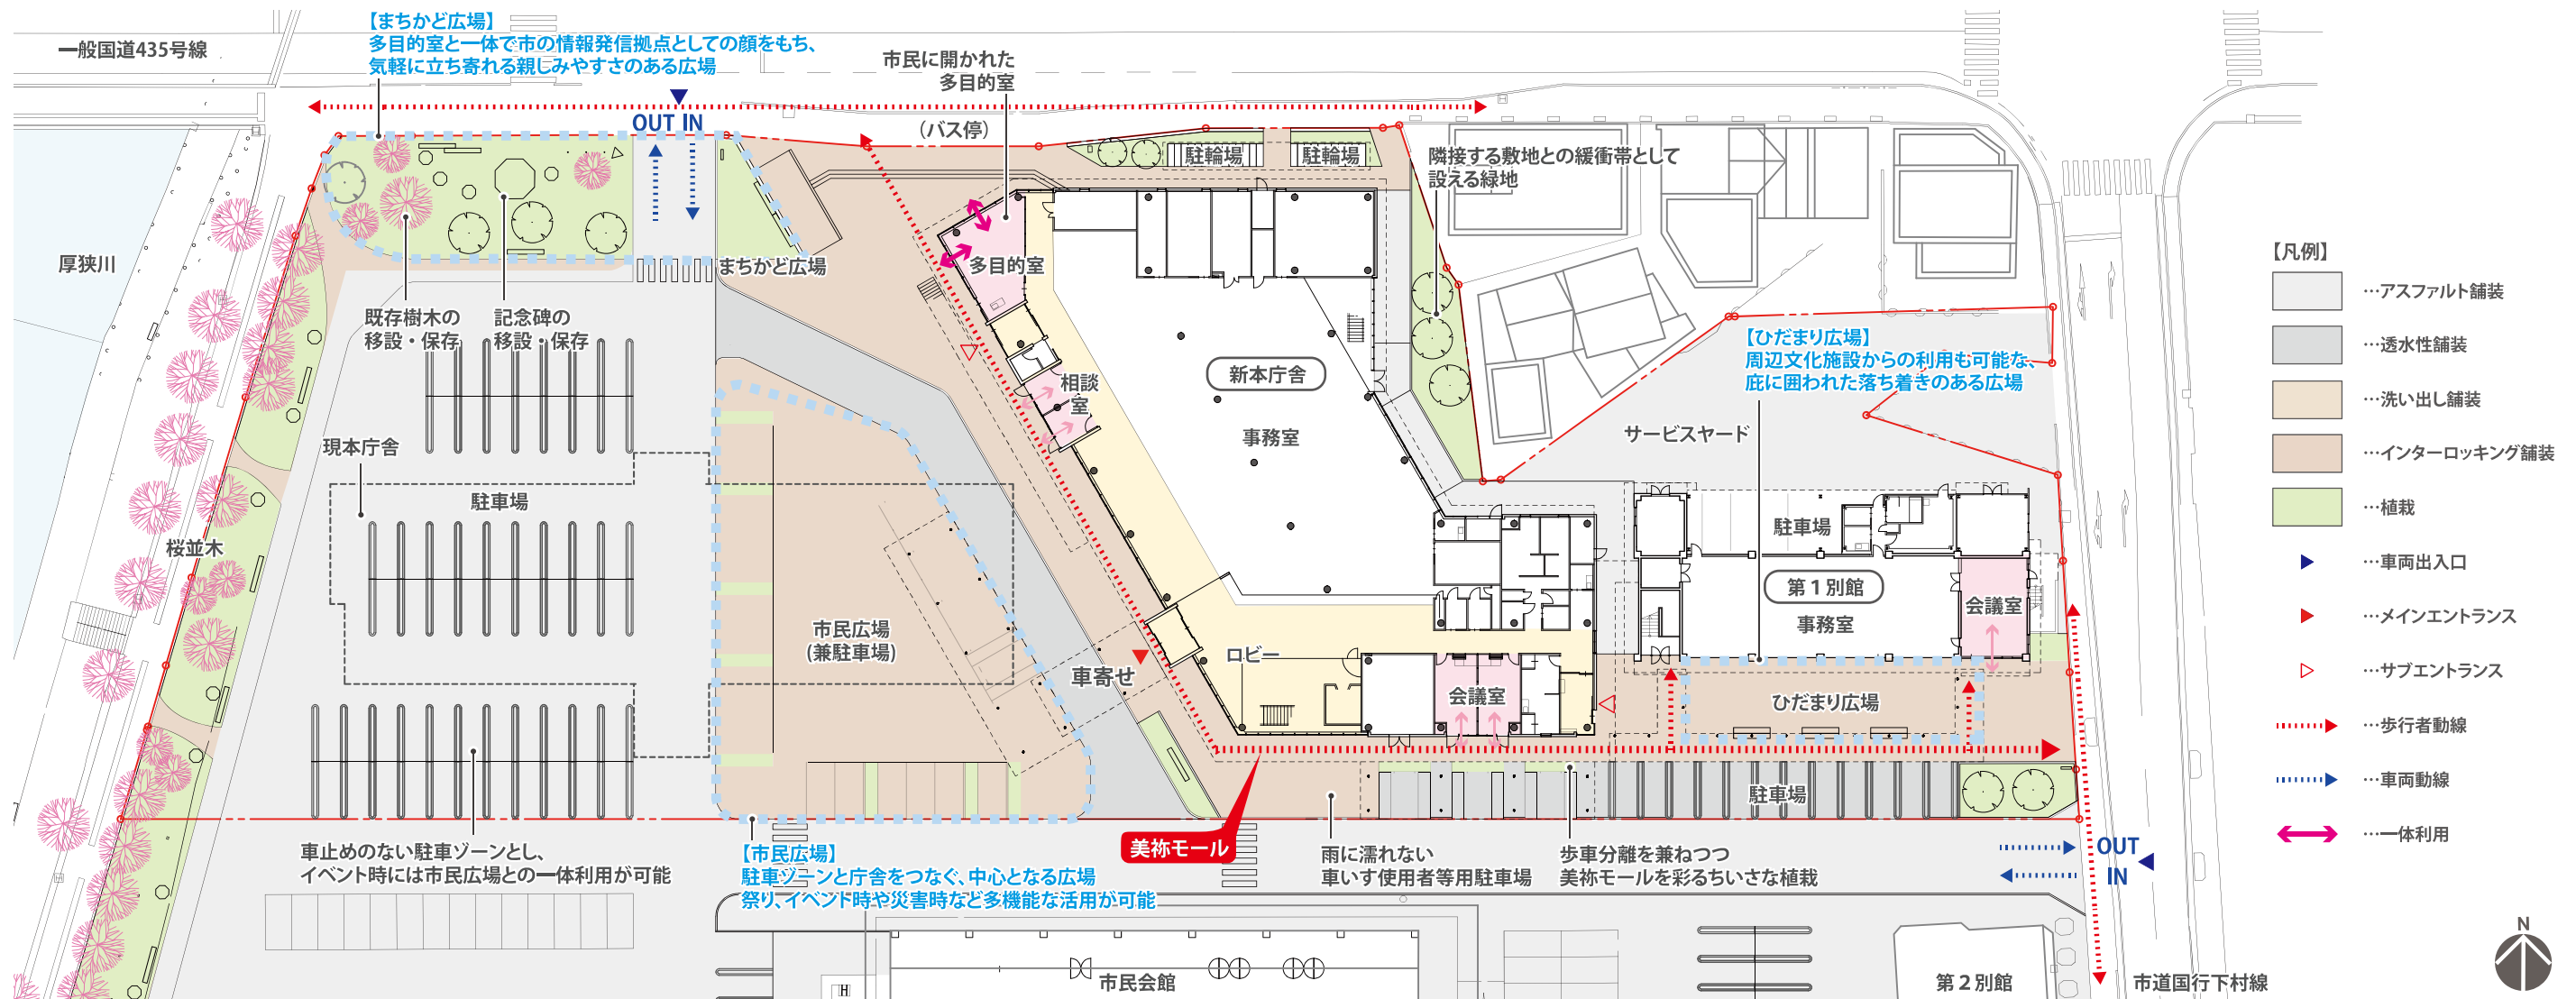 一般国道435号線
【まちかど広場】
多目的室と一体で市の情報発信拠点としての顔をもち、
気軽に立ち寄れる親しみやすさのある広場
市民に開かれた
多目的室
OUT IN
（バス停）
駐輪場
駐輪場
隣接する敷地との緩衝帯として
設える緑地
厚狭川
まちかど広場
多目的室
既存樹木の
移設・保存
記念碑の
移設・保存
相談
室
新本庁舎
事務室
【ひだまり広場】
周辺文化施設からの利用も可能な、
庇に囲われた落ち着きのある広場
サービスヤード
現本庁舎
駐車場
桜並木
駐車場
第１別館
事務室
会議室
市民広場
(兼駐車場)
車寄せ
ロビー
会議室
ひだまり広場
駐車場
美祢モール
車止めのない駐車ゾーンとし、
イベント時には市民広場との一体利用が可能
【市民広場】
駐車ゾーンと庁舎をつなぐ、中心となる広場
祭り、イベント時や災害時など多機能な活用が可能
雨に濡れない
車いす使用者等用駐車場
歩車分離を兼ねつつ
美祢モールを彩るちいさな植栽
OUT
IN
H
市民会館
第２別館
市道国行下村線
【凡例】
…アスファルト舗装
…透水性舗装
…洗い出し舗装
…インターロッキング舗装
…植栽
…車両出入口
…メインエントランス
…サブエントランス
…歩行者動線
…車両動線
…一体利用
N